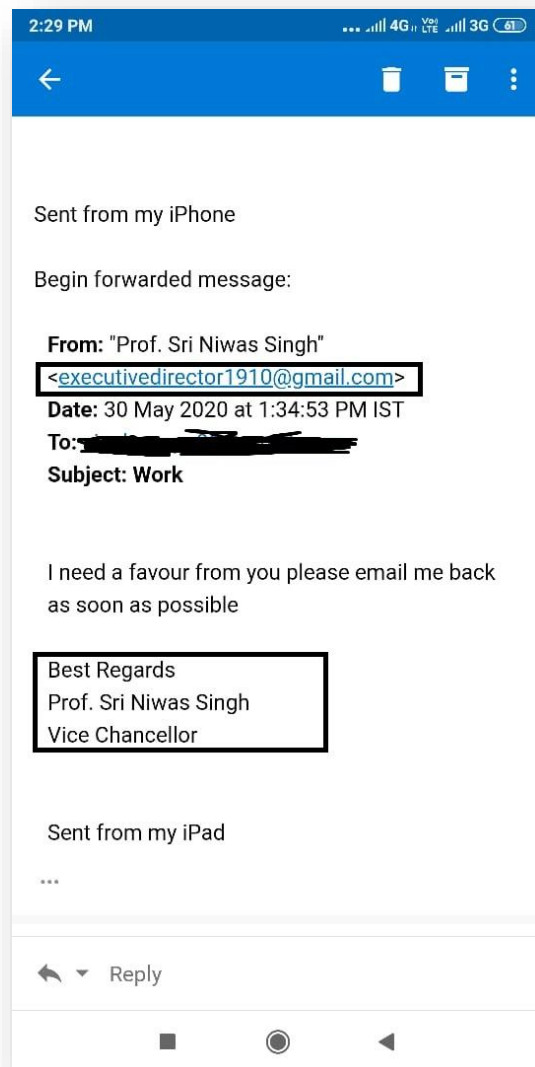 2:29 PM 4G Vo) LTE 3G 61
Sent from my iPhone
Begin forwarded message:
From: "Prof. Sri Niwas Singh"
<executivedirector1910@gmail.com>
Date: 30 May 2020 at 1:34:53 PM IST
To:
Subject: Work
I need a favour from you please email me back
as soon as possible
Best Regards
Prof. Sri Niwas Singh
Vice Chancellor
Sent from my iPad
...
Reply